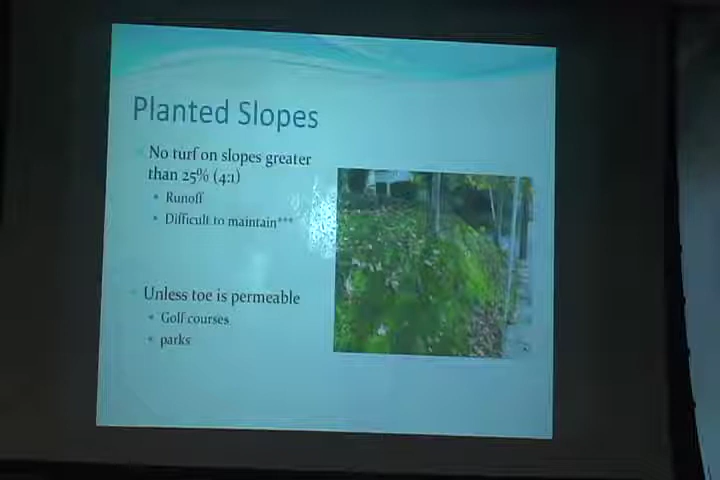 Planted Slopes
No turf on slopes greater
than 25% (4:1)
Runoff
Difficult to maintain***
Unless toe is permeable
Golf courses
parks